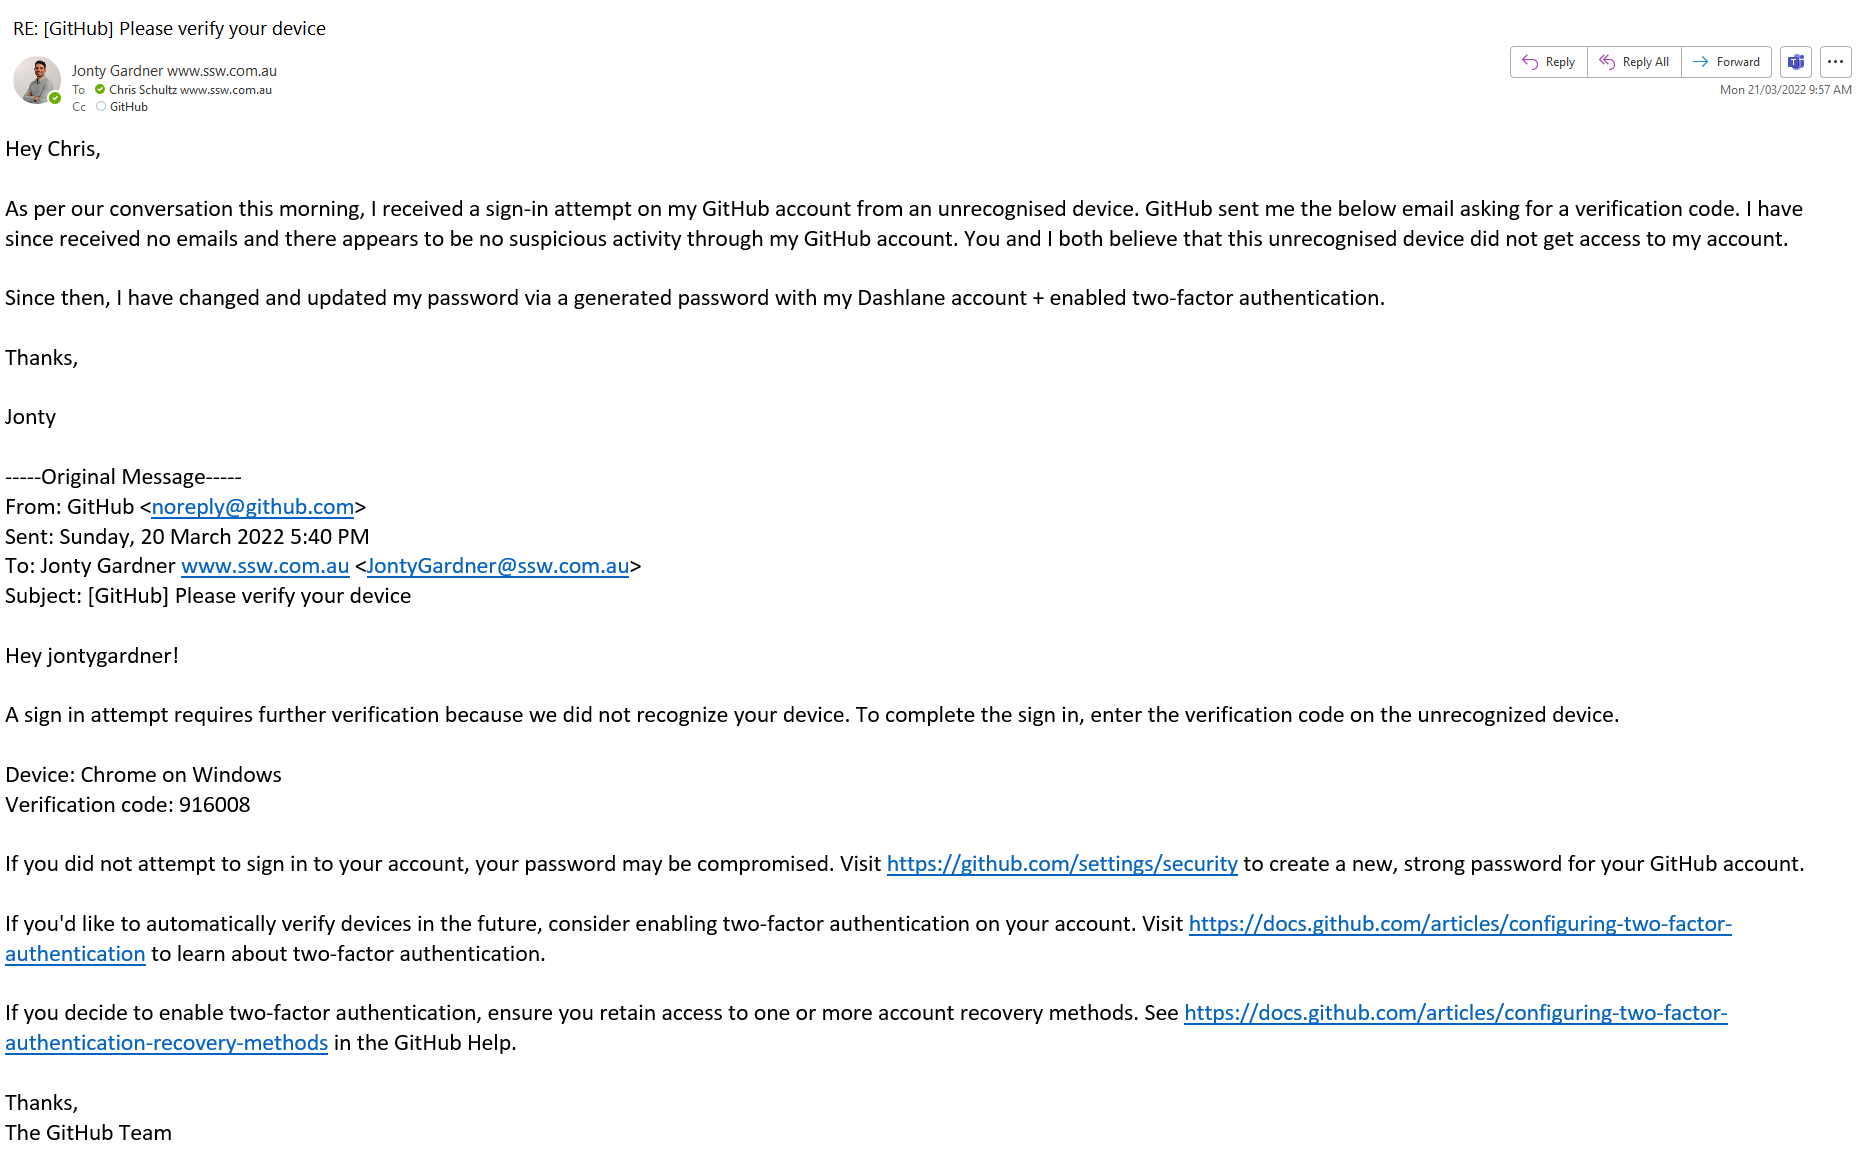 RE: [GitHub] Please verify your device
Jonty Gardner www.ssw.com.au
To Chris Schultz www.ssw.com.au
Cc GitHub
Reply
Reply All
Forward
Mon 21/03/2022 9:57 AM
Hey Chris,
As per our conversation this morning, I received a sign-in attempt on my GitHub account from an unrecognised device. GitHub sent me the below email asking for a verification code. I have
since received no emails and there appears to be no suspicious activity through my GitHub account. You and I both believe that this unrecognised device did not get access to my account.
Since then, I have changed and updated my password via a generated password with my Dashlane account + enabled two-factor authentication.
Thanks,
Jonty
-----Original Message-----
From: GitHub <noreply@github.com>
Sent: Sunday, 20 March 2022 5:40 PM
To: Jonty Gardner www.ssw.com.au <JontyGardner@ssw.com.au>
Subject: [GitHub] Please verify your device
Hey jontygardner!
A sign in attempt requires further verification because we did not recognize your device. To complete the sign in, enter the verification code on the unrecognized device.
Device: Chrome on Windows
Verification code: 916008
If you did not attempt to sign in to your account, your password may be compromised. Visit https://github.com/settings/security to create a new, strong password for your GitHub account.
If you'd like to automatically verify devices in the future, consider enabling two-factor authentication on your account. Visit https://docs.github.com/articles/configuring-two-factor-
authentication to learn about two-factor authentication.
If you decide to enable two-factor authentication, ensure you retain access to one or more account recovery methods. See https://docs.github.com/articles/configuring-two-factor-
authentication-recovery-methods in the GitHub Help.
Thanks,
The GitHub Team